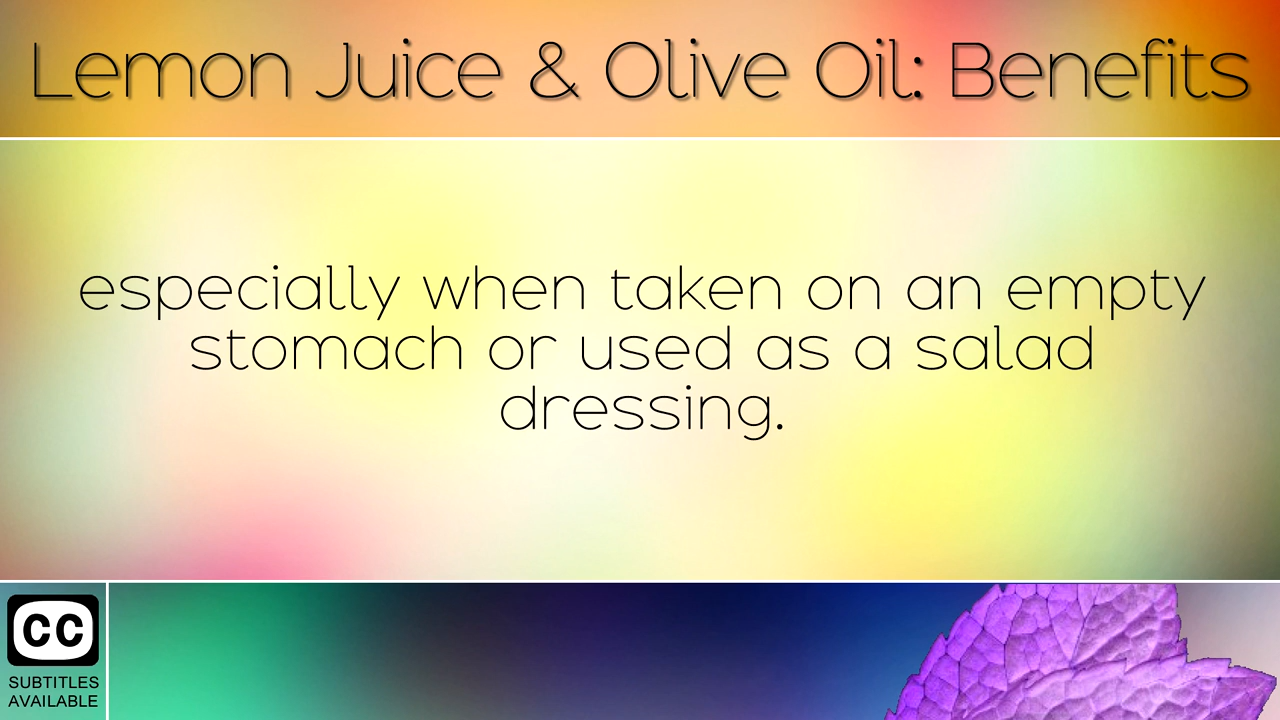 Lemon Juice & Olive Oil: Benefits
especially when taken on an empty
stomach or used as a salad
dressing.
CC
SUBTITLES
AVAILABLE